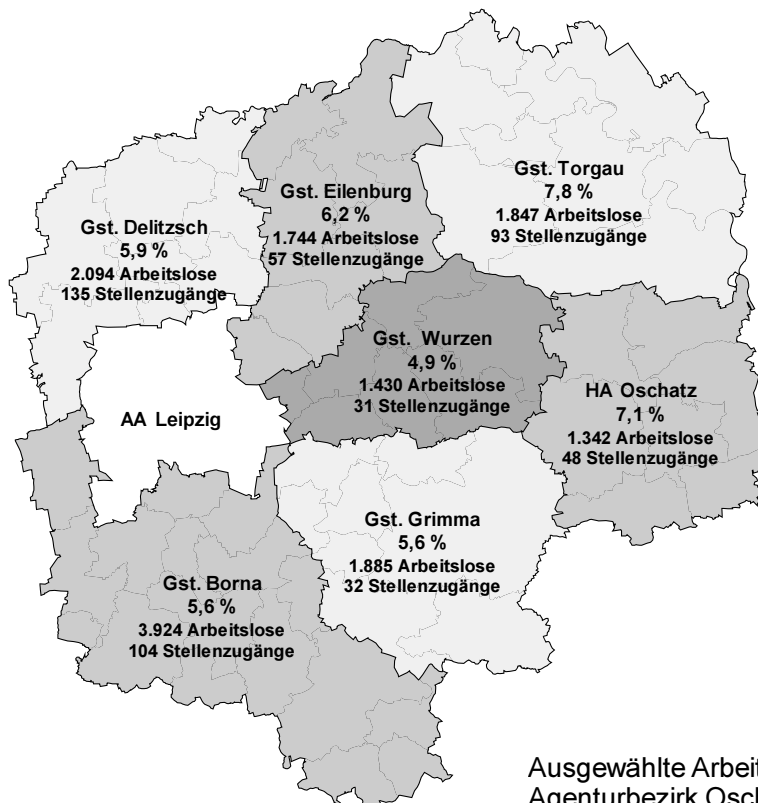 Gst. Torgau
7,8 %
1.847 Arbeitslose
93 Stellenzugänge
Gst. Eilenburg
6,2 %
1.744 Arbeitslose
57 Stellenzugänge
Gst. Delitzsch
5,9 %
2.094 Arbeitslose
135 Stellenzugänge
Gst. Wurzen
4,9 %
1.430 Arbeitslose
31 Stellenzugänge
HA Oschatz
7,1 %
1.342 Arbeitslose
48 Stellenzugänge
AA Leipzig
Gst. Grimma
5,6 %
1.885 Arbeitslose
32 Stellenzugänge
Gst. Borna
5,6 %
3.924 Arbeitslose
104 Stellenzugänge
Ausgewählte Arbeit
Agenturbezirk Osch